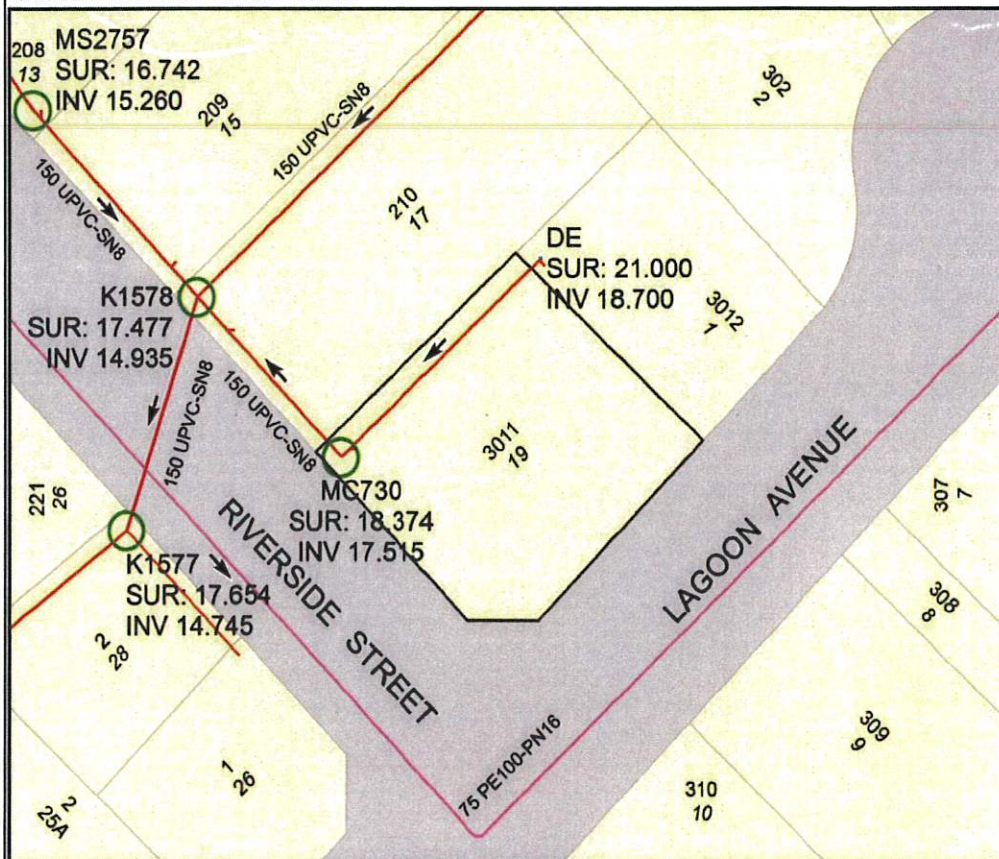 208
13
MS2757
SUR: 16.742
INV 15.260
209
15
150 UPVC-SN8
302
2
150 UPVC-SN8
210
17
DE
SUR: 21.000
INV 18.700
3012
1
K1578
SUR: 17.477
INV 14.935
150 UPVC-SN8
150 UPVC-SN8
3011
19
MC730
SUR: 18.374
INV 17.515
221
26
RIVERSIDE STREET
LAGOON AVENUE
307
7
K1577
SUR: 17.654
INV 14.745
308
8
2
28
309
9
1
26
75 PE100-PN16
310
10
2
25A